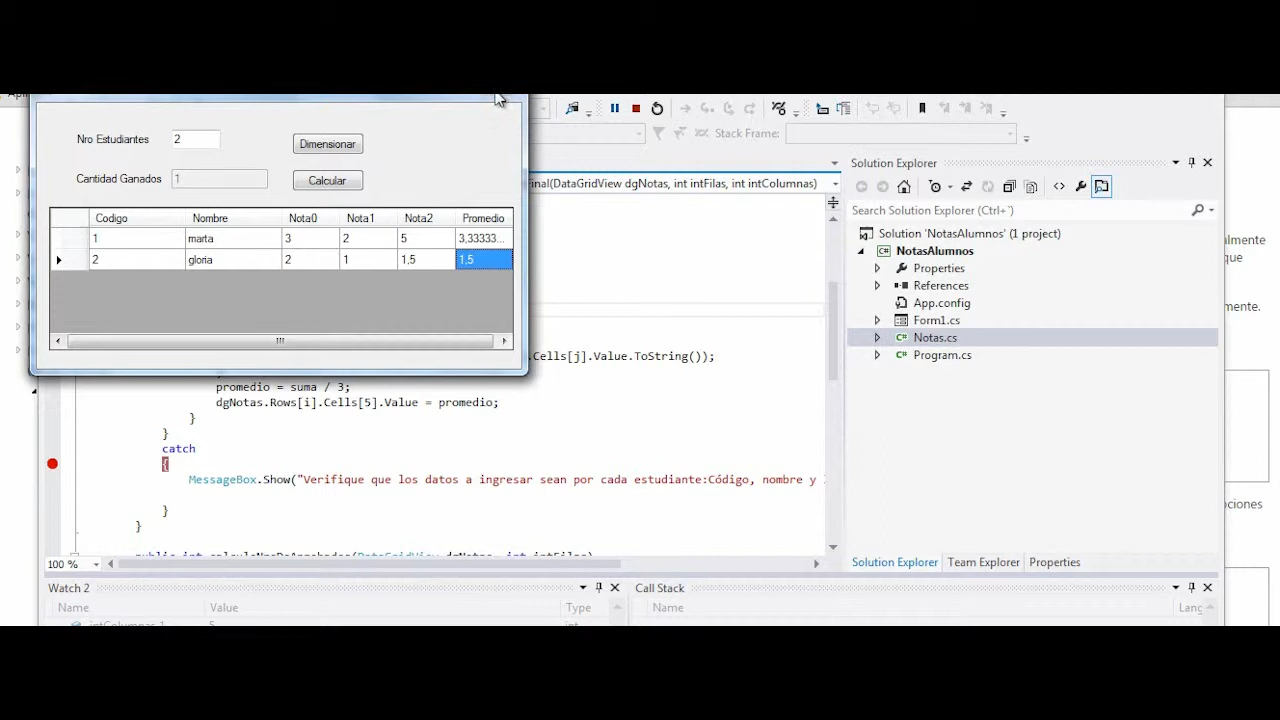 Nro Estudiantes 2 Dimensionar
Cantidad Ganados 1 Calcular
Codigo Nombre Nota0 Nota1 Nota2 Promedio
1 marta 3 2 5 3,33333...
2 gloria 2 1 1,5 1,5
Stack Frame:
inal(DataGridView dgNotas, int intFilas, int intColumnas)
.Cells[j].Value.ToString());
promedio = suma / 3;
dgNotas.Rows[i].Cells[5].Value = promedio;
}
}
catch
{
MessageBox.Show("Verifique que los datos a ingresar sean por cada estudiante:Código, nombre y
}
}
100 %
Solution Explorer
Search Solution Explorer (Ctrl+`)
Solution 'NotasAlumnos' (1 project)
NotasAlumnos
Properties
References
App.config
Form1.cs
Notas.cs
Program.cs
Solution Explorer Team Explorer Properties
Watch 2
Name Value Type
Call Stack
Name Lang
almente
que
mente.
ciones